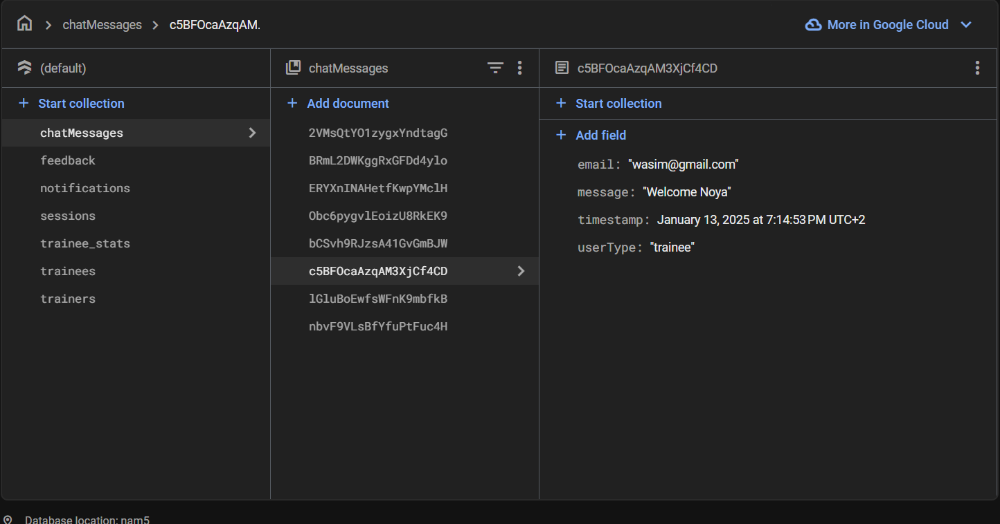 chatMessages
c5BFOcaAzqAM.
More in Google Cloud
(default)
chatMessages
c5BFOcaAzqAM3XjCf4CD
+ Start collection
+ Add document
+ Start collection
chatMessages
feedback
notifications
sessions
trainee_stats
trainees
trainers
2VMsQtYO1zygxYndtagG
BRmL2DWKggRxGFDd4ylo
ERYXnINAHetfKwpYMclH
Obc6pygvlEoizU8RkEK9
bCSvh9RJzsA41GvGmBJW
c5BFOcaAzqAM3XjCf4CD
lGluBoEwfsWFnK9mbfkB
nbvF9VLsBfYfuPtFuc4H
+ Add field
email: "wasim@gmail.com"
message: "Welcome Noya"
timestamp: January 13, 2025 at 7:14:53 PM UTC+2
userType: "trainee"
Database location: nam5